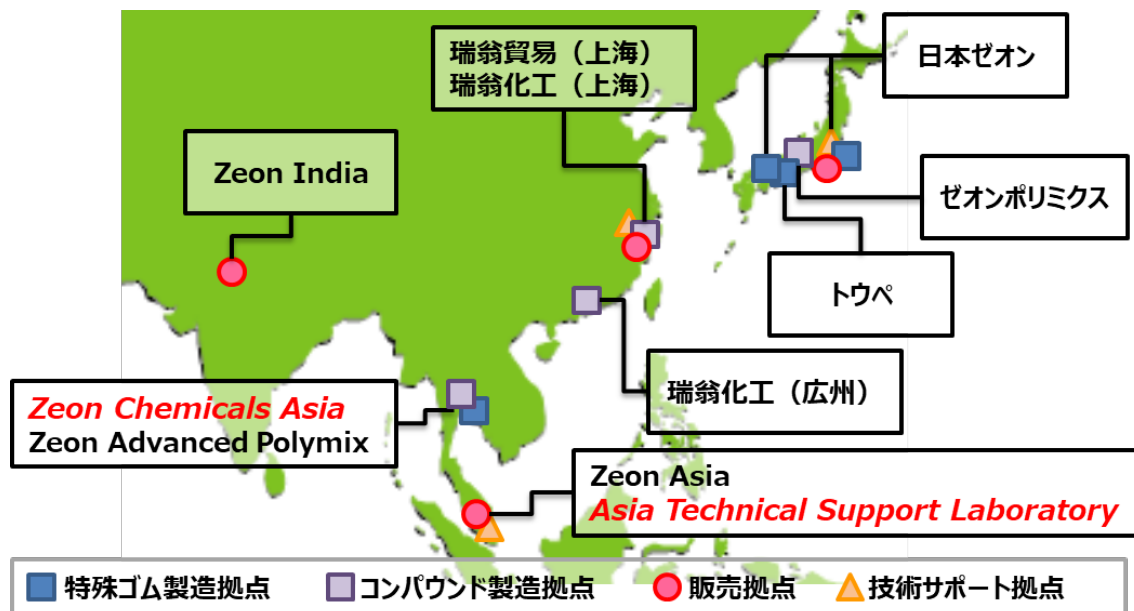 瑞翁貿易（上海）
瑞翁化工（上海）
日本ゼオン
Zeon India
ゼオンポリミクス
トウペ
瑞翁化工（広州）
Zeon Chemicals Asia
Zeon Advanced Polymix
Zeon Asia
Asia Technical Support Laboratory
特殊ゴム製造拠点
コンパウンド製造拠点
販売拠点
技術サポート拠点